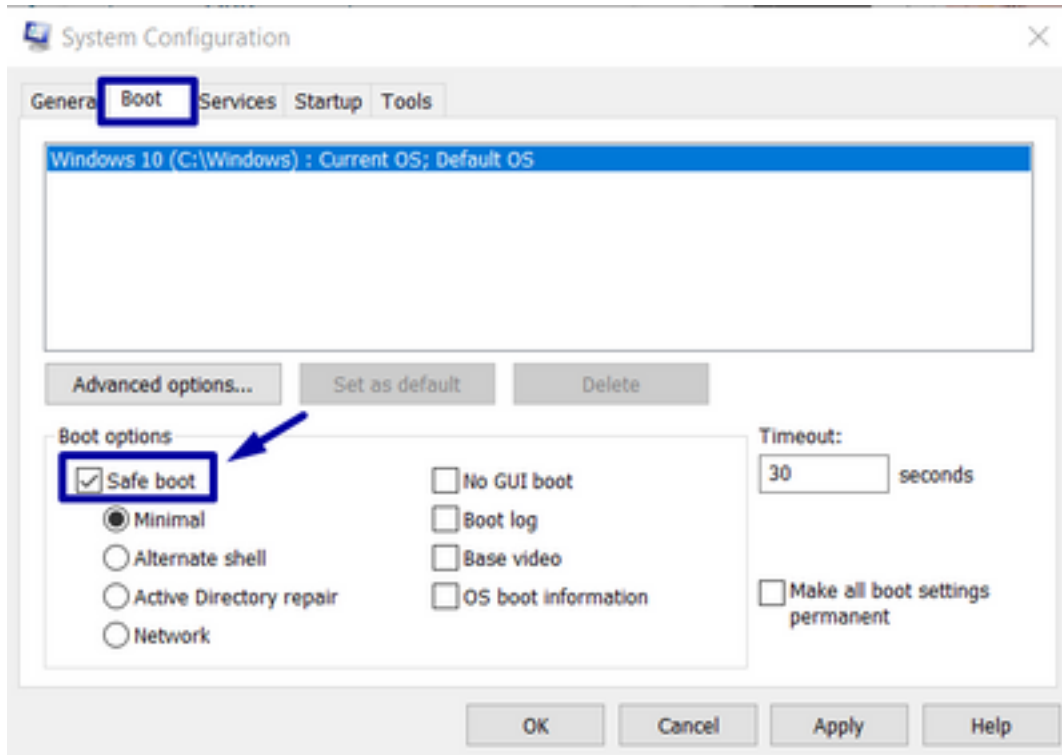 System Configuration
General Boot Services Startup Tools
Windows 10 (C:\Windows) : Current OS; Default OS
Advanced options... Set as default Delete
Boot options
Timeout:
Safe boot No GUI boot 30 seconds
Minimal Boot log
Alternate shell Base video
Active Directory repair OS boot information Make all boot settings
permanent
Network
OK Cancel Apply Help